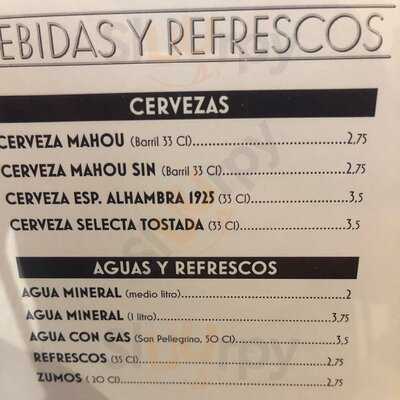 EBIDAS Y REFRESCOS
CERVEZAS
CERVEZA MAHOU (Barril 33 Cl) 2,75
CERVEZA MAHOU SIN (Barril 33 Cl) 2,75
CERVEZA ESP. ALHAMBRA 1925 (33 Cl) 3,5
CERVEZA SELECTA TOSTADA (33 Cl) 3,5
AGUAS Y REFRESCOS
AGUA MINERAL (medio litro) 2
AGUA MINERAL (1 litro) 3,75
AGUA CON GAS (San Pellegrino, 50 Cl) 3,5
REFRESCOS (35 Cl) 2,75
ZUMOS (20 Cl) 2,75